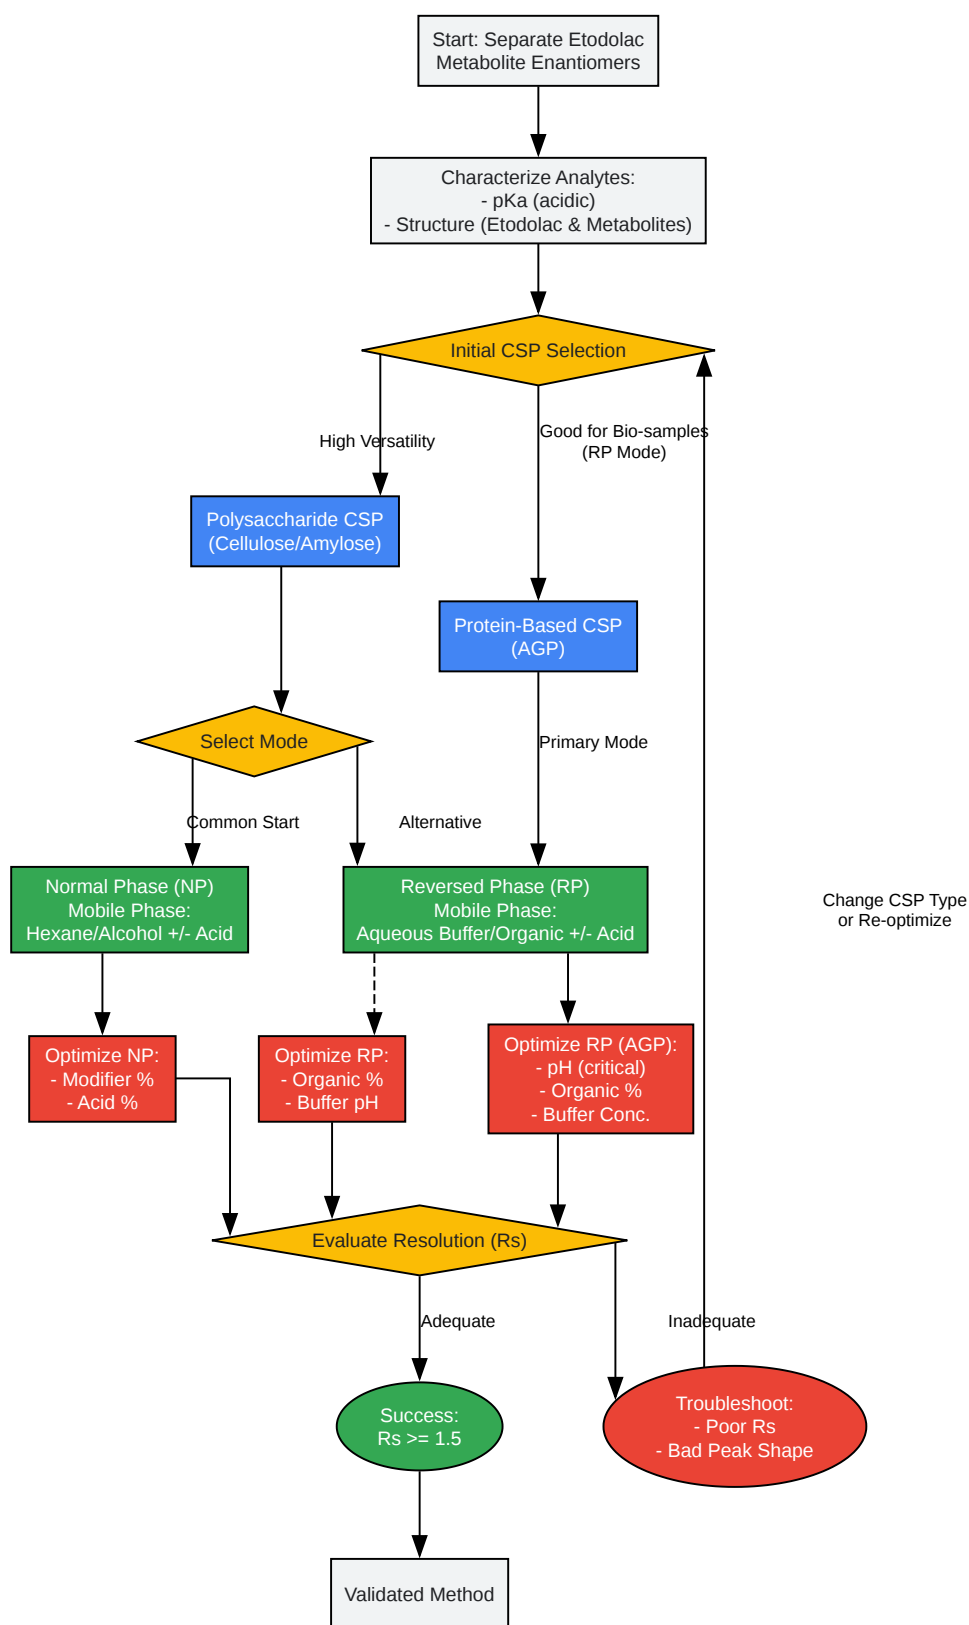 Start: Separate Etodolac
Metabolite Enantiomers
Characterize Analytes:
- pKa (acidic)
- Structure (Etodolac & Metabolites)
Initial CSP Selection
High Versatility
Good for Bio-samples
(RP Mode)
Polysaccharide CSP
(Cellulose/Amylose)
Protein-Based CSP
(AGP)
Select Mode
Primary Mode
Common Start
Alternative
Normal Phase (NP)
Mobile Phase:
Hexane/Alcohol +/- Acid
Reversed Phase (RP)
Mobile Phase:
Aqueous Buffer/Organic +/- Acid
Change CSP Type
or Re-optimize
Optimize NP:
- Modifier %
- Acid %
Optimize RP:
- Organic %
- Buffer pH
Optimize RP (AGP):
- pH (critical)
- Organic %
- Buffer Conc.
Evaluate Resolution (Rs)
Adequate
Inadequate
Success:
Rs >= 1.5
Troubleshoot:
- Poor Rs
- Bad Peak Shape
Validated Method